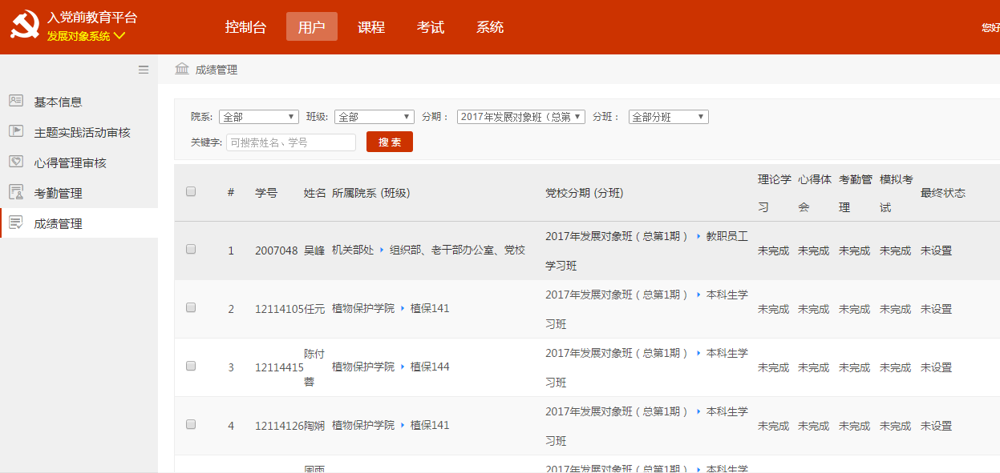 入党前教育平台
发展对象系统
控制台 用户 课程 考试 系统
您好
成绩管理
基本信息
主题实践活动审核
心得管理审核
考勤管理
成绩管理
院系: 全部 班级: 全部 分期： 2017年发展对象班（总第 分班： 全部分班
关键字: 可搜索姓名、学号 搜 索
# 学号 姓名 所属院系 (班级) 党校分期 (分班) 理论学习 心得体会 考勤管理 模拟考试 最终状态
1 2007048 吴峰 机关部处 组织部、老干部办公室、党校 2017年发展对象班（总第1期） 教职员工学习班 未完成 未完成 未完成 未完成 未设置
2 12114105 任元 植物保护学院 植保141 2017年发展对象班（总第1期） 本科生学习班 未完成 未完成 未完成 未完成 未设置
3 12114415 陈付蓉 植物保护学院 植保144 2017年发展对象班（总第1期） 本科生学习班 未完成 未完成 未完成 未完成 未设置
4 12114126 陶娴 植物保护学院 植保141 2017年发展对象班（总第1期） 本科生学习班 未完成 未完成 未完成 未完成 未设置
周雨 2017年发展对象班（总第1期） 本科生学